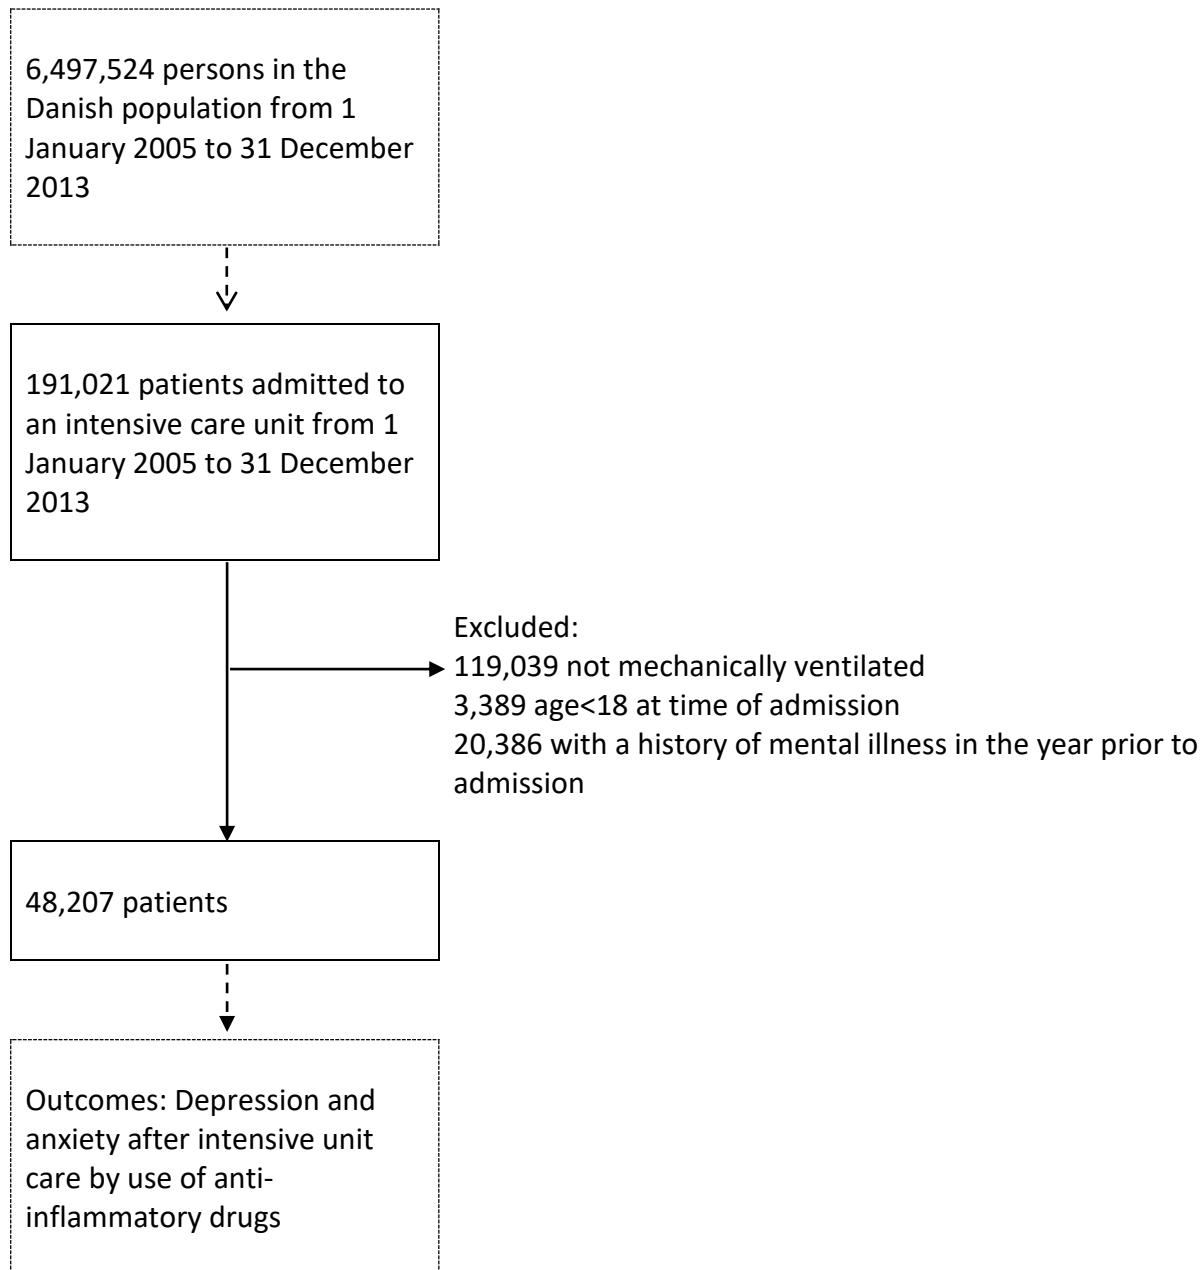 6,497,524 persons in the
Danish population from 1
January 2005 to 31 December
2013
191,021 patients admitted to
an intensive care unit from 1
January 2005 to 31 December
2013
Excluded:
119,039 not mechanically ventilated
3,389 age<18 at time of admission
20,386 with a history of mental illness in the year prior to
admission
48,207 patients
Outcomes: Depression and
anxiety after intensive unit
care by use of anti-
inflammatory drugs